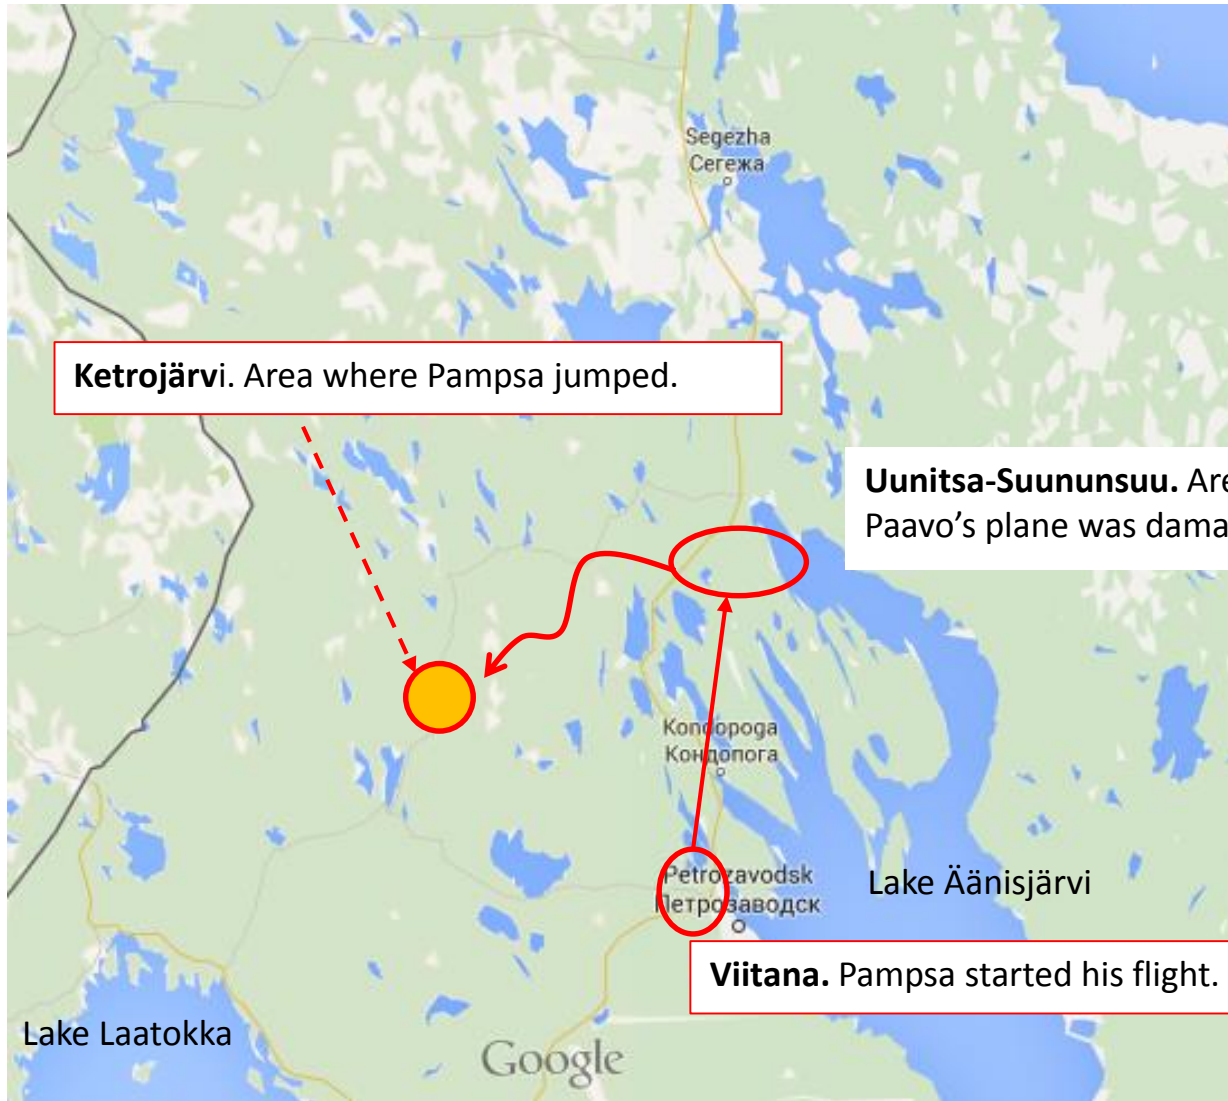 Segezha
Сегежа
Ketrojärvi. Area where Pampsa jumped.
Uunitsa-Suununsuu. Are
Paavo's plane was dama
Kondopoga
Кондопога
Petrozavodsk
Петрозаводск
Lake Äänisjärvi
Viitana. Pampsa started his flight.
Lake Laatokka
Google